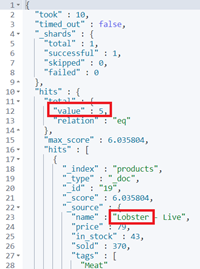 1 {
2 "took" : 10,
3 "timed_out" : false,
4 "_shards" : {
5 "total" : 1,
6 "successful" : 1,
7 "skipped" : 0,
8 "failed" : 0
9 },
10 "hits" : {
11 "total" : {
12 "value" : 5,
13 "relation" : "eq"
14 },
15 "max_score" : 6.035804,
16 "hits" : [
17 {
18 "_index" : "products",
19 "_type" : "_doc",
20 "_id" : "19",
21 "_score" : 6.035804,
22 "_source" : {
23 "name" : "Lobster - Live",
24 "price" : 79,
25 "in_stock" : 43,
26 "sold" : 370,
27 "tags" : [
28 "Meat"